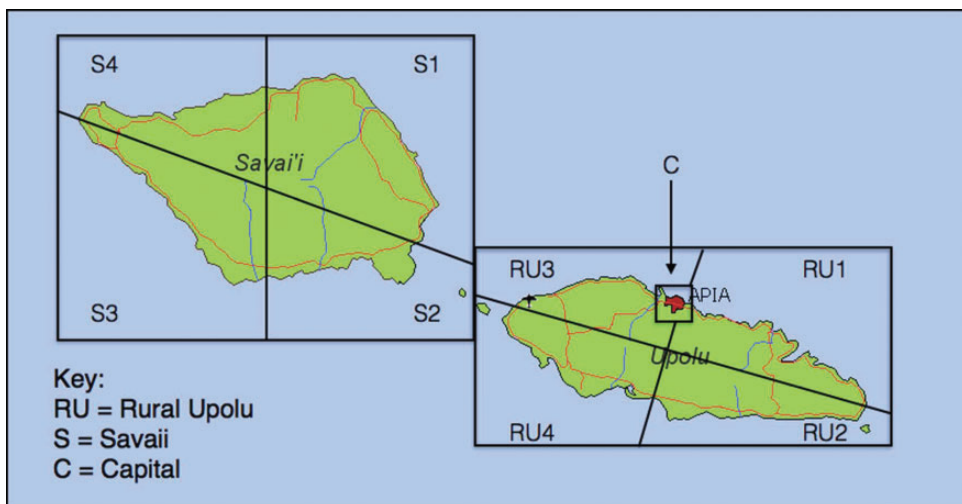 S4
S1
Savai'i
C
S3
S2
RU3
RU1
APIA
Upolu
RU4
RU2
Key:
RU = Rural Upolu
S = Savaii
C = Capital